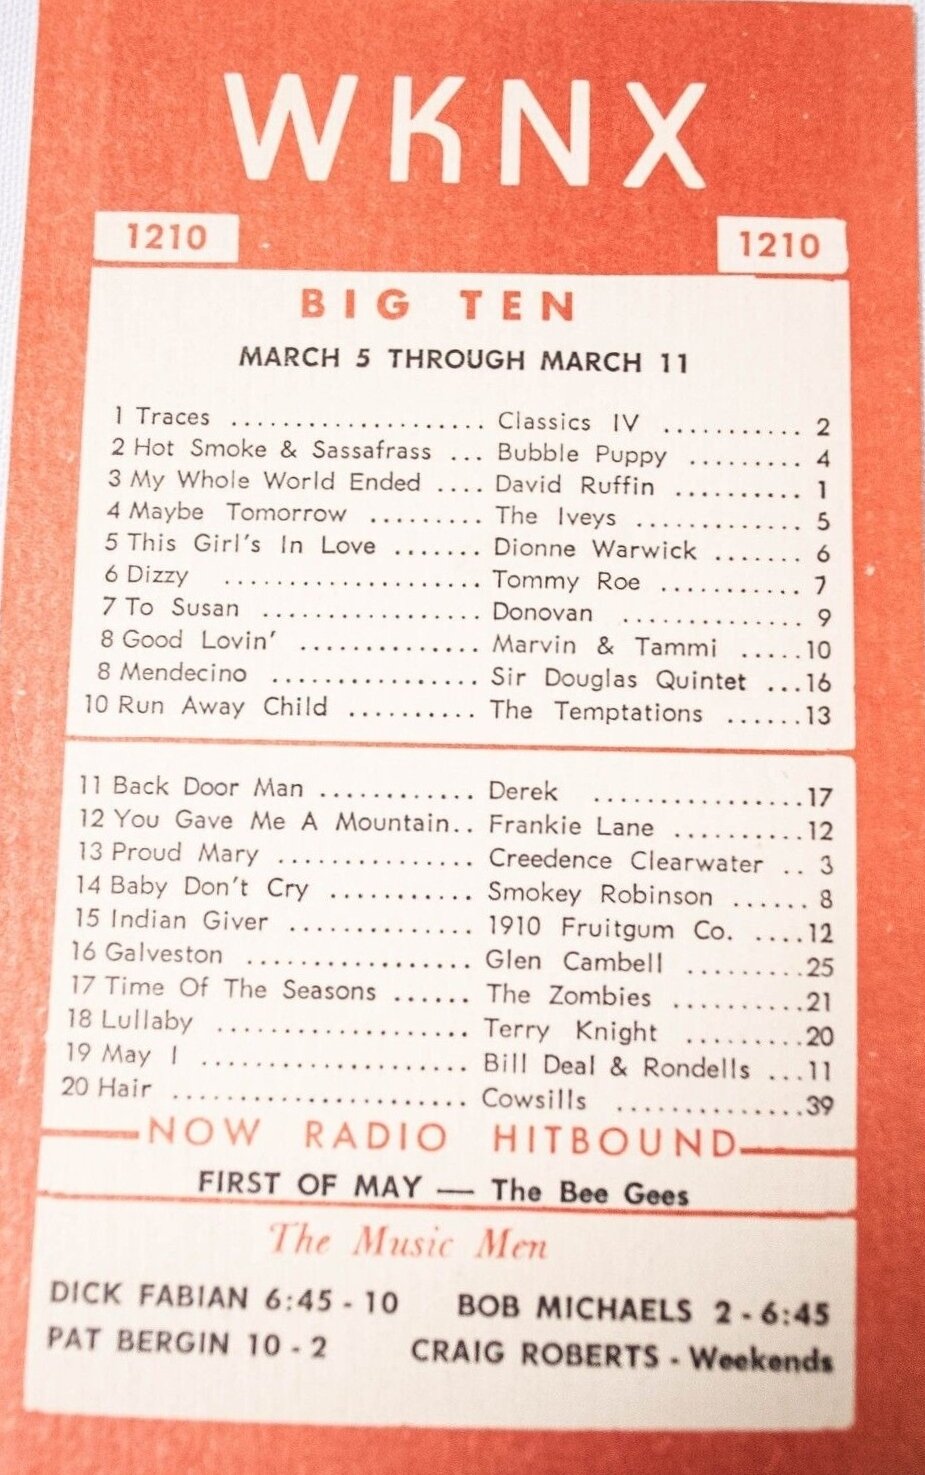 WKNX
1210 1210
BIG TEN
MARCH 5 THROUGH MARCH 11
1 Traces .................... Classics IV ........... 2
2 Hot Smoke & Sassafrass ... Bubble Puppy ......... 4
3 My Whole World Ended .... David Ruffin .......... 1
4 Maybe Tomorrow ......... The Iveys ............. 5
5 This Girl's In Love ....... Dionne Warwick ....... 6
6 Dizzy .................... Tommy Roe ........... 7
7 To Susan ................. Donovan .............. 9
8 Good Lovin' .............. Marvin & Tammi .....10
8 Mendecino ................ Sir Douglas Quintet ...16
10 Run Away Child .......... The Temptations ......13
11 Back Door Man ............ Derek ................17
12 You Gave Me A Mountain.. Frankie Lane ..........12
13 Proud Mary ............... Creedence Clearwater .. 3
14 Baby Don't Cry ........... Smokey Robinson ...... 8
15 Indian Giver .............. 1910 Fruitgum Co. ....12
16 Galveston .................. Glen Cambell .........25
17 Time Of The Seasons ...... The Zombies ..........21
18 Lullaby .................... Terry Knight .........20
19 May I ..................... Bill Deal & Rondells ...11
20 Hair ....................... Cowsills ..............39
NOW RADIO HITBOUND
FIRST OF MAY — The Bee Gees
The Music Men
DICK FABIAN 6:45 - 10 BOB MICHAELS 2 - 6:45
PAT BERGIN 10 - 2 CRAIG ROBERTS - Weekends